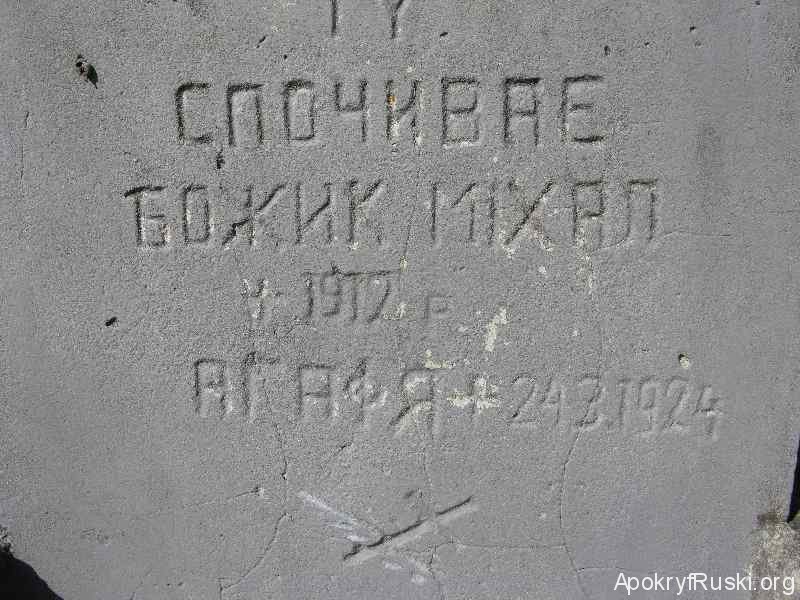 ТУ
СПОЧИВАЕ
БОЖИК МІХАЛ
+ 1917 Р
АГАФЯ + 24.3.1924
ApokryfRuski.org